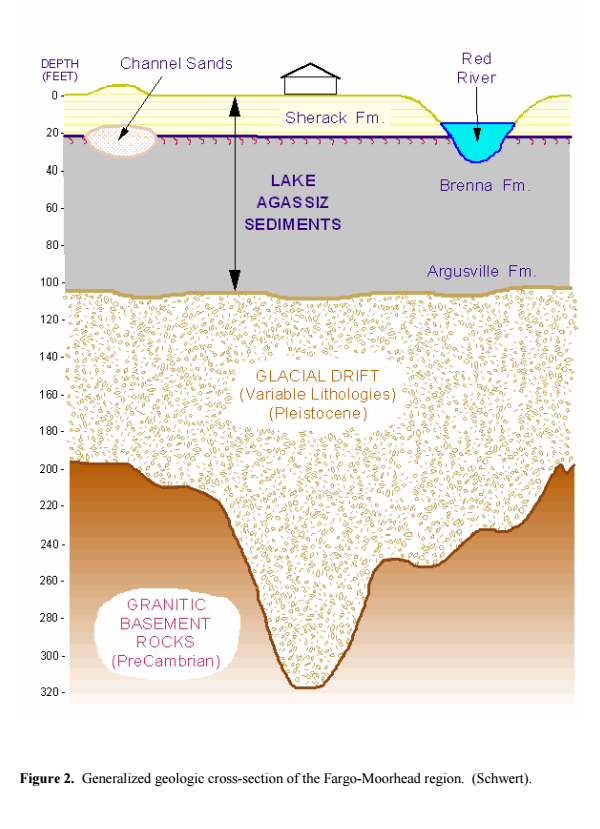 DEPTH
(FEET)
Channel Sands
Red
River
0-
20-
40-
60-
80-
100-
120-
140-
160-
180-
200-
220-
240-
260-
280-
300-
320-
Sherack Fm.
LAKE
AGASSIZ
SEDIMENTS
Brenna Fm.
Argusville Fm.
GLACIAL DRIFT
(Variable Lithologies)
(Pleistocene)
GRANITIC
BASEMENT
ROCKS
(PreCambrian)
Figure 2. Generalized geologic cross-section of the Fargo-Moorhead region. (Schwert).